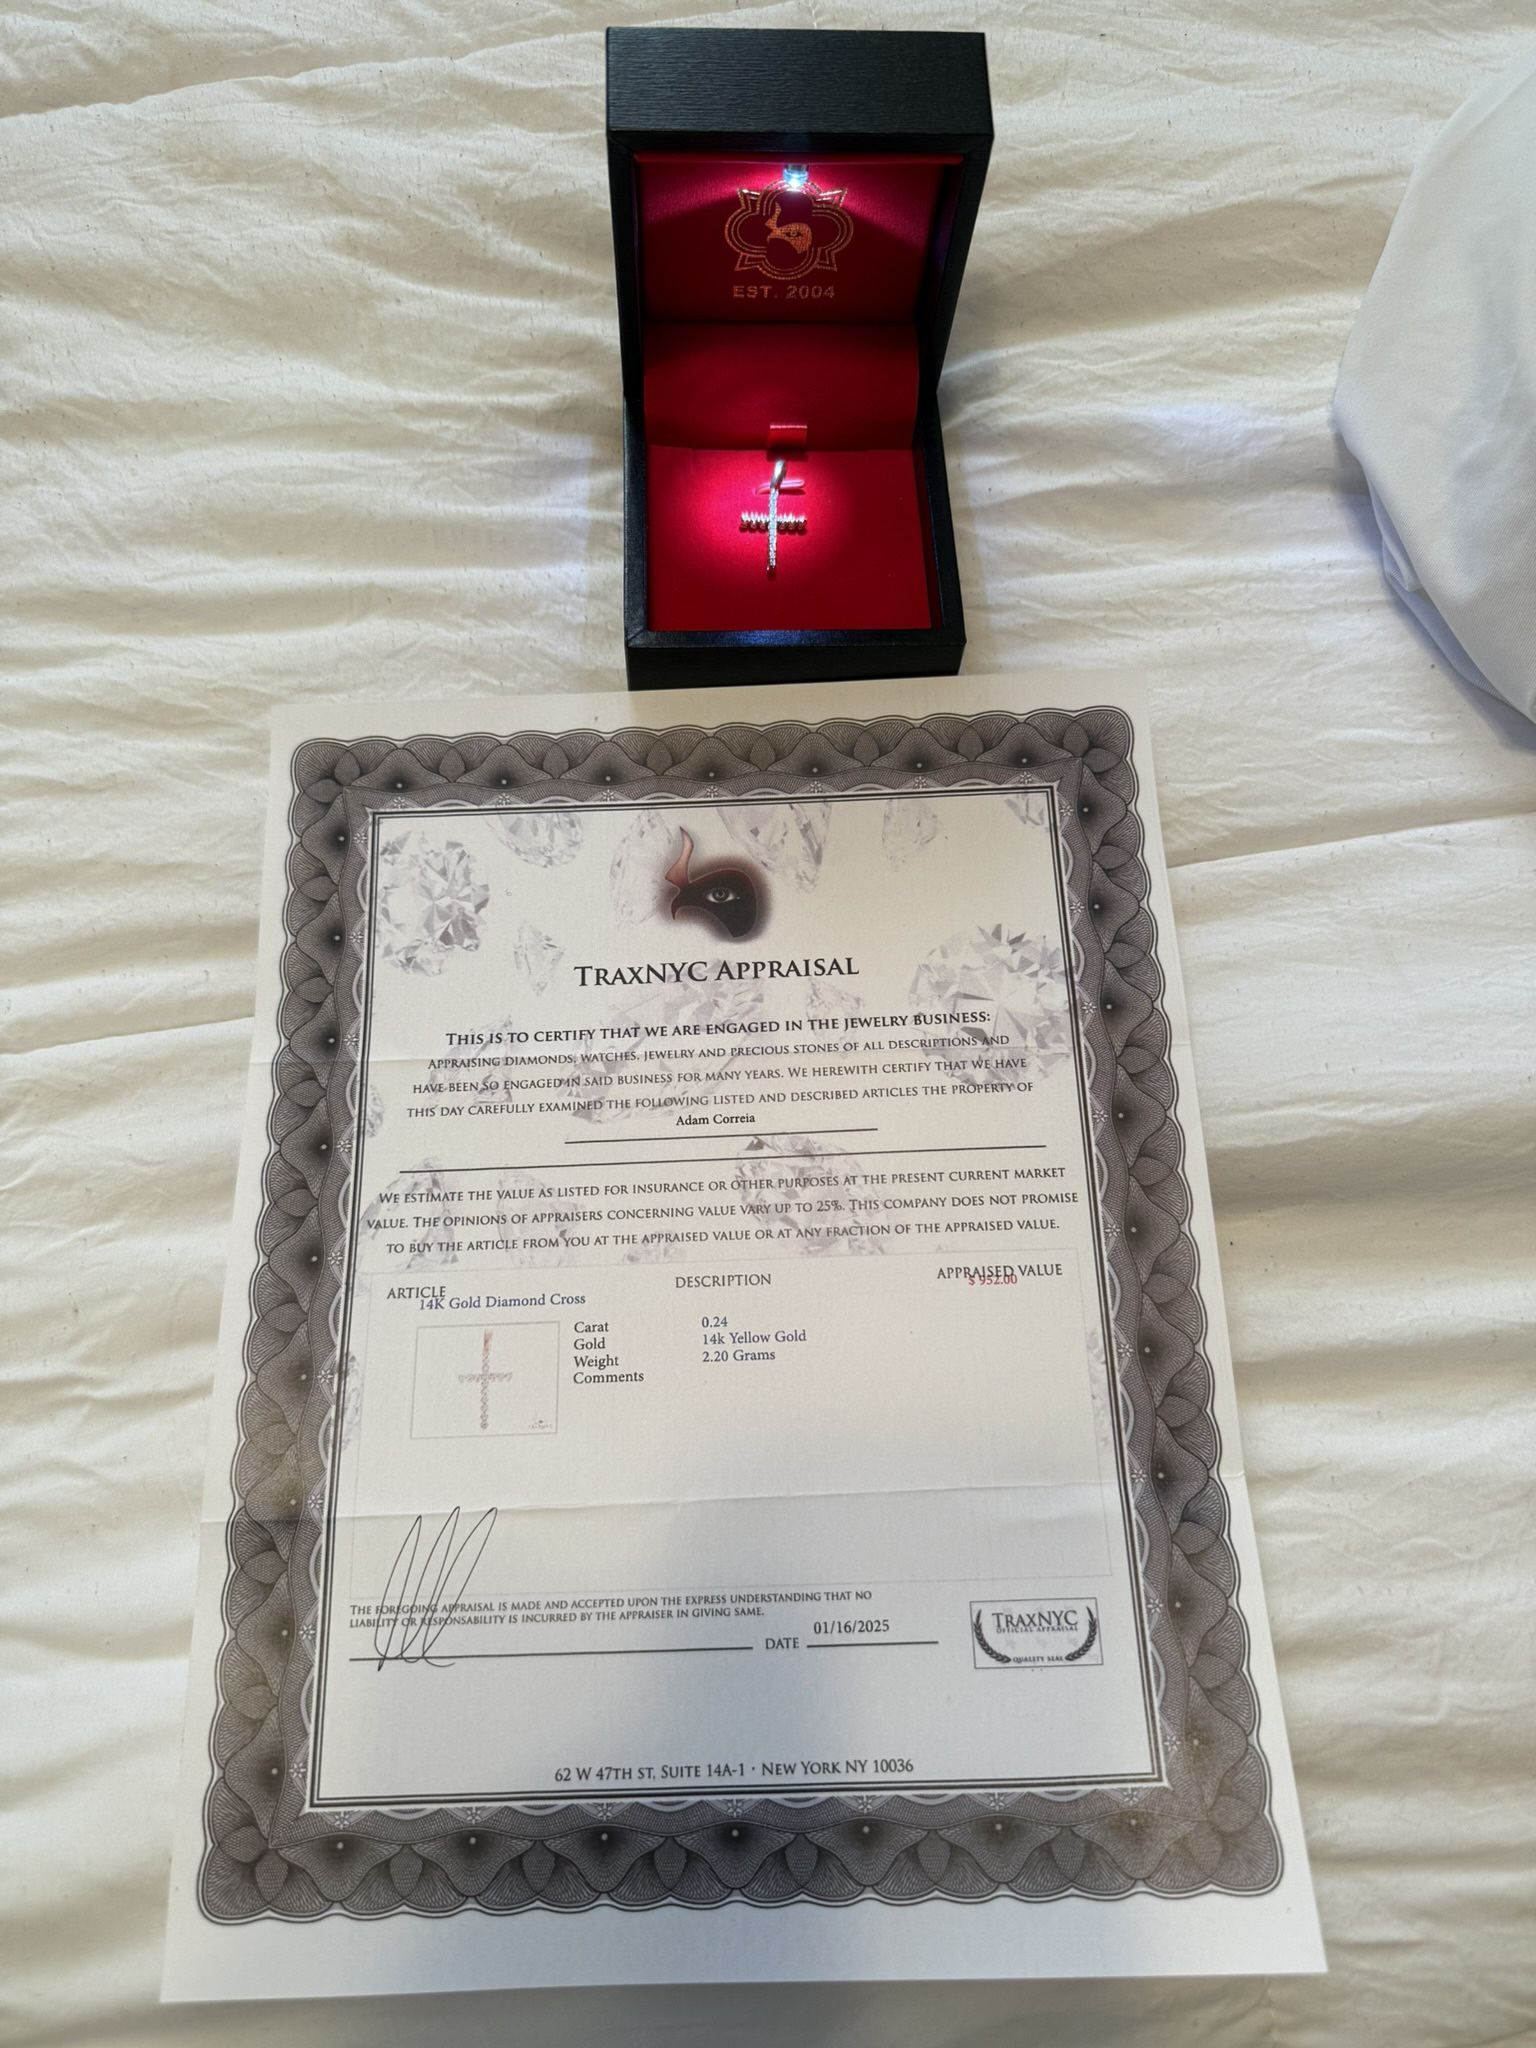 EST. 2004
TRAXNYC APPRAISAL
THIS IS TO CERTIFY THAT WE ARE ENGAGED IN THE JEWELRY BUSINESS:
APPRAISING DIAMONDS, WATCHES, JEWELRY AND PRECIOUS STONES OF ALL DESCRIPTIONS AND
HAVE BEEN SO ENGAGED IN SAID BUSINESS FOR MANY YEARS. WE HEREWITH CERTIFY THAT WE HAVE
THIS DAY CAREFULLY EXAMINED THE FOLLOWING LISTED AND DESCRIBED ARTICLES THE PROPERTY OF
Adam Correia
WE ESTIMATE THE VALUE AS LISTED FOR INSURANCE OR OTHER PURPOSES AT THE PRESENT CURRENT MARKET
VALUE. THE OPINIONS OF APPRAISERS CONCERNING VALUE VARY UP TO 25%. THIS COMPANY DOES NOT PROMISE
TO BUY THE ARTICLE FROM YOU AT THE APPRAISED VALUE OR AT ANY FRACTION OF THE APPRAISED VALUE.
ARTICLE DESCRIPTION APPRAISED VALUE
14K Gold Diamond Cross $ 952.00
Carat 0.24
Gold 14k Yellow Gold
Weight 2.20 Grams
Comments
THE FOREGOING APPRAISAL IS MADE AND ACCEPTED UPON THE EXPRESS UNDERSTANDING THAT NO
LIABILITY OR RESPONSIBILITY IS INCURRED BY THE APPRAISER IN GIVING SAME.
DATE 01/16/2025
TRAXNYC
OFFICIAL APPRAISAL
QUALITY SEAL
62 W 47TH ST, SUITE 14A-1 · NEW YORK NY 10036